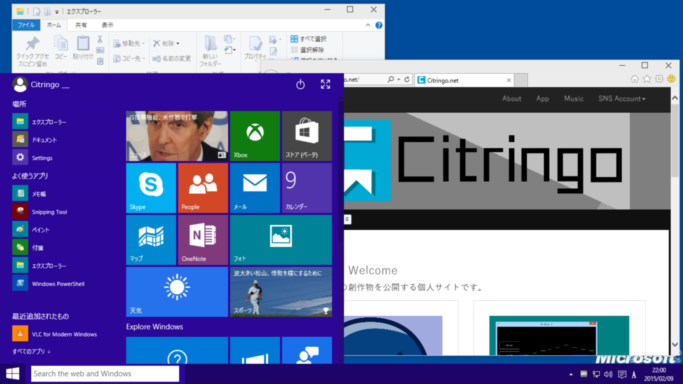 エクスプローラー
ファイル ホーム 共有 表示
クイック アクセスにピン留め
コピー
貼り付け
移動先
コピー先
削除
名前の変更
新しいフォルダー
プロパティ
すべて選択
選択解除
Citringo __
場所
エクスプローラー
ドキュメント
Settings
よく使うアプリ
メモ帳
Snipping Tool
ペイント
付箋
エクスプローラー
Windows PowerShell
最近追加されたもの
VLC for Modern Windows
すべてのアプリ
Xbox
ストア (ベータ)
Skype
People
メール
9
カレンダー
マップ
OneNote
フォト
天気
スポーツ
Explore Windows
.net/
Citringo.net
About App Music SNS Account
Citringo
Welcome
の創作物を公開する個人サイトです。
Microsoft
Search the web and Windows
A
22:00
2015/02/09